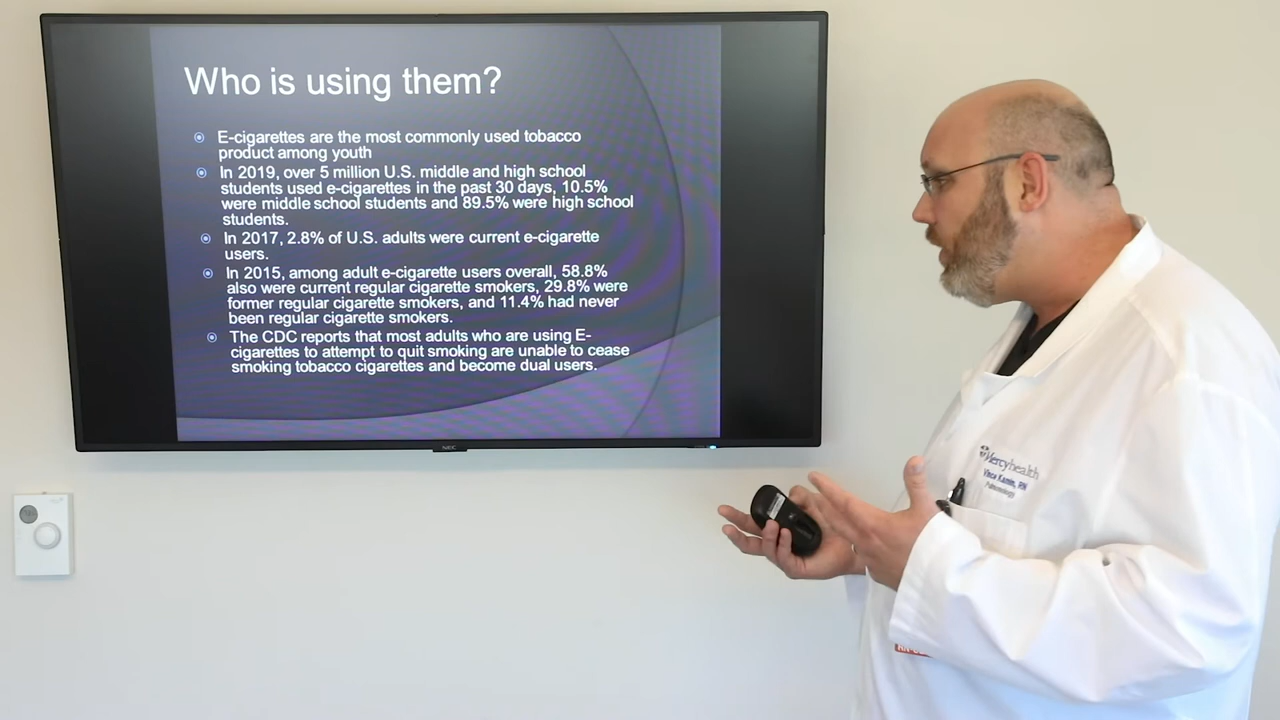 Who is using them?
E-cigarettes are the most commonly used tobacco
product among youth
In 2019, over 5 million U.S. middle and high school
students used e-cigarettes in the past 30 days, 10.5%
were middle school students and 89.5% were high school
students.
In 2017, 2.8% of U.S. adults were current e-cigarette
users.
In 2015, among adult e-cigarette users overall, 58.8%
also were current regular cigarette smokers, 29.8% were
former regular cigarette smokers, and 11.4% had never
been regular cigarette smokers.
The CDC reports that most adults who are using E-
cigarettes to attempt to quit smoking are unable to cease
smoking tobacco cigarettes and become dual users.
NEC
Mercyhealth
RN
Pulmonology